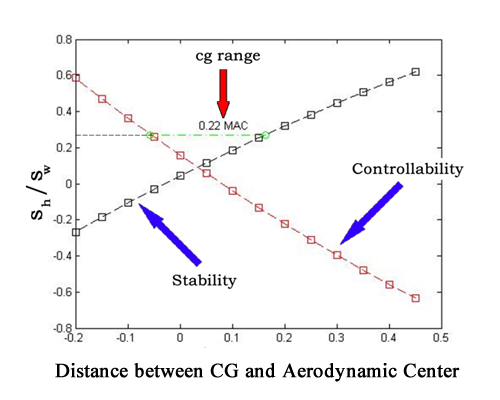 cg range
0.22 MAC
Controllability
Stability
S_h / S_w
0.8
0.6
0.4
0.2
0
-0.2
-0.4
-0.6
-0.8
-0.2
-0.1
0
0.1
0.2
0.3
0.4
0.5
Distance between CG and Aerodynamic Center